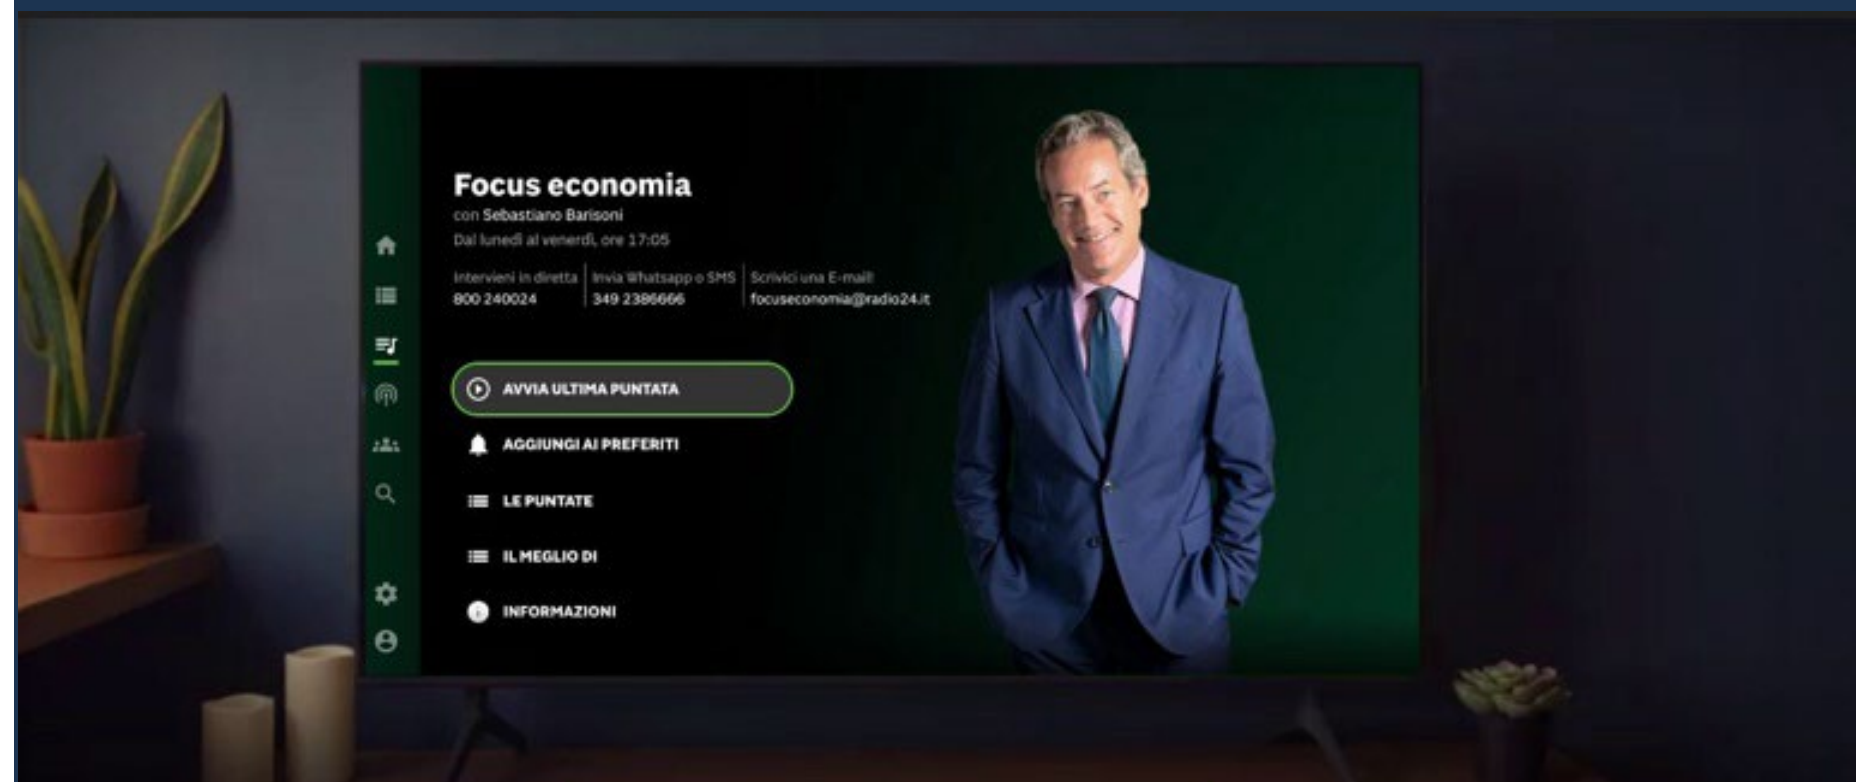 Focus economia
con Sebastiano Barisoni
Dal lunedì al venerdì, ore 17:05
Intervieni in diretta
800 240024
Invia Whatsapp o SMS
349 2386666
Scrivici una E-mail!
focuseconomia@radio24.it
AVVIA ULTIMA PUNTATA
AGGIUNGI AI PREFERITI
LE PUNTATE
IL MEGLIO DI
INFORMAZIONI